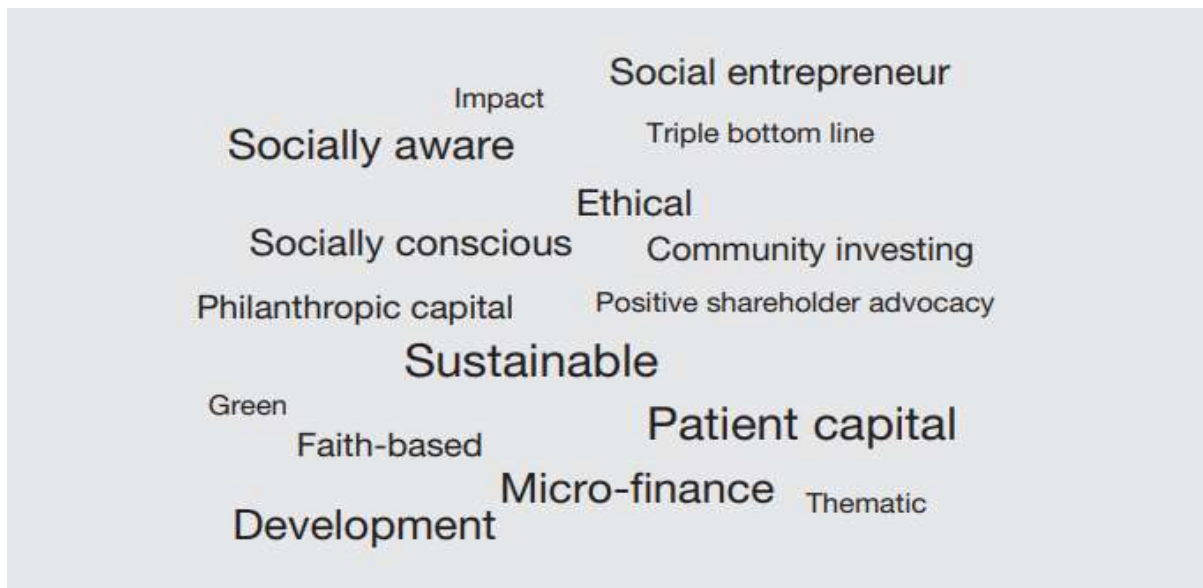 Social entrepreneur
Impact
Triple bottom line
Socially aware
Ethical
Socially conscious
Community investing
Philanthropic capital
Positive shareholder advocacy
Sustainable
Green
Patient capital
Faith-based
Micro-finance
Thematic
Development